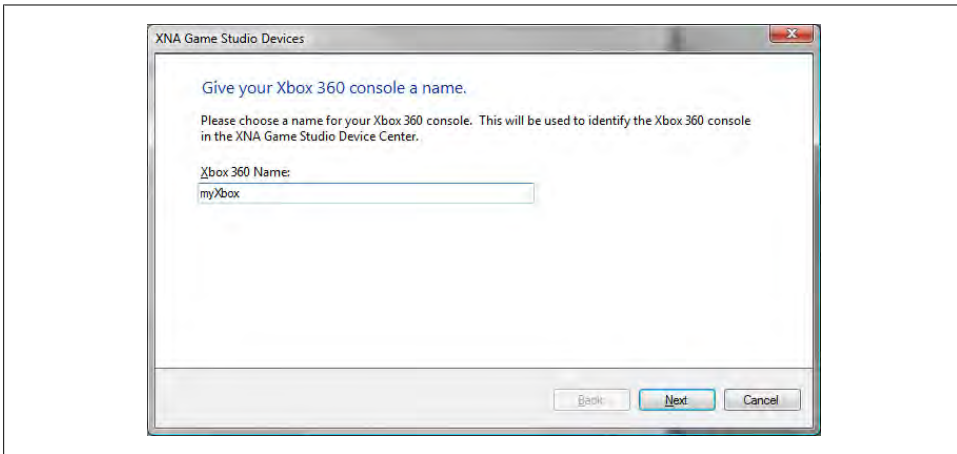 XNA Game Studio Devices
Give your Xbox 360 console a name.
Please choose a name for your Xbox 360 console. This will be used to identify the Xbox 360 console
in the XNA Game Studio Device Center.
Xbox 360 Name:
myXbox
Back Next Cancel